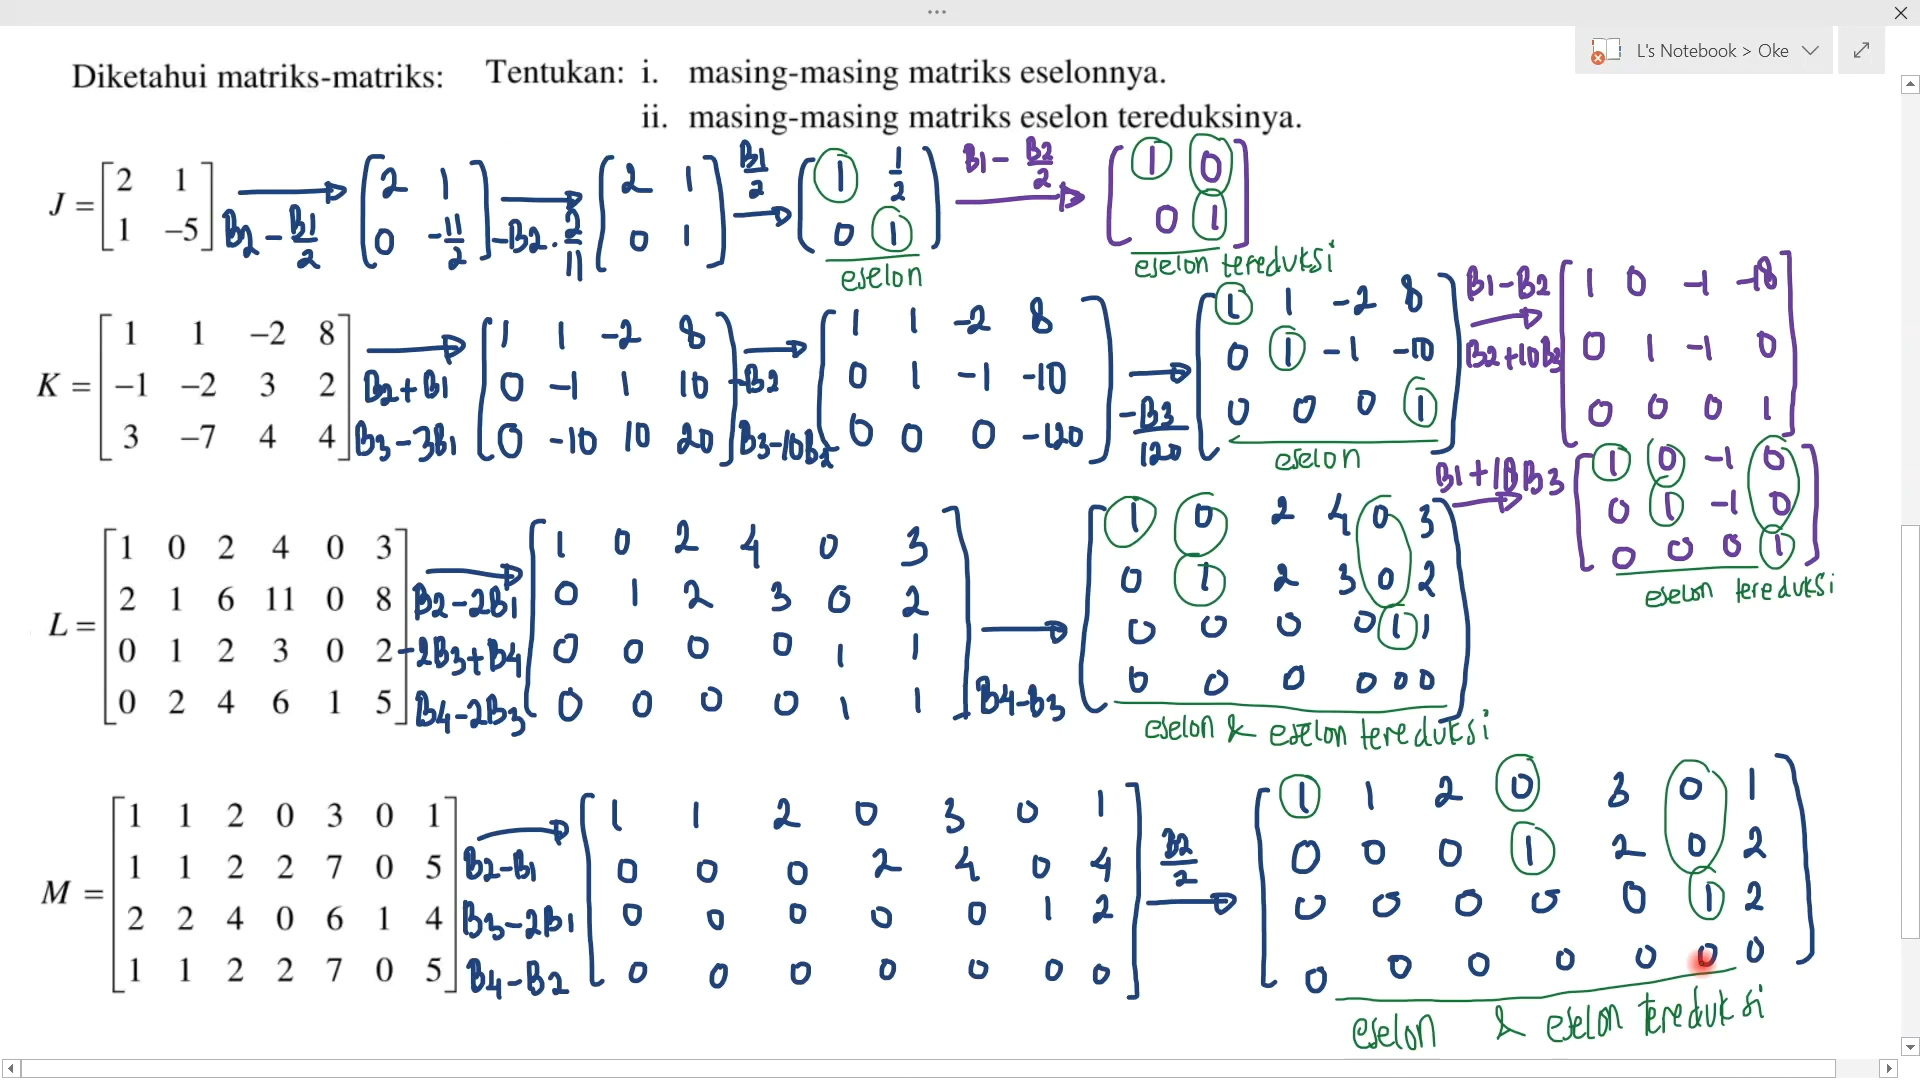 L's Notebook > Oke
Diketahui matriks-matriks: Tentukan: i. masing-masing matriks eselonnya.
ii. masing-masing matriks eselon tereduksinya.
J = [2 1; 1 -5]
B2 - B1/2
[2 1; 0 -11/2]
-B2 . 2/11
[2 1; 0 1]
B1/2
[1 1/2; 0 1]
eselon
B1 - B2/2
[1 0; 0 1]
eselon tereduksi
K = [1 1 -2 8; -1 -2 3 2; 3 -7 4 4]
B2+B1
B3-3B1
[1 1 -2 8; 0 -1 1 10; 0 -10 10 20]
-B2
B3-10B2
[1 1 -2 8; 0 1 -1 -10; 0 0 0 -120]
-B3/120
[1 1 -2 8; 0 1 -1 -10; 0 0 0 1]
eselon
B1-B2
B2+10B3
[1 0 -1 -18; 0 1 -1 0; 0 0 0 1]
B1+18B3
[1 0 -1 0; 0 1 -1 0; 0 0 0 1]
eselon tereduksi
L = [1 0 2 4 0 3; 2 1 6 11 0 8; 0 1 2 3 0 2; 0 2 4 6 1 5]
B2-2B1
-2B3+B4
B4-2B3
[1 0 2 4 0 3; 0 1 2 3 0 2; 0 0 0 0 1 1; 0 0 0 0 1 1]
B4-B3
[1 0 2 4 0 3; 0 1 2 3 0 2; 0 0 0 0 1 1; 0 0 0 0 0 0]
eselon & eselon tereduksi
M = [1 1 2 0 3 0 1; 1 1 2 2 7 0 5; 2 2 4 0 6 1 4; 1 1 2 2 7 0 5]
B2-B1
B3-2B1
B4-B2
[1 1 2 0 3 0 1; 0 0 0 2 4 0 4; 0 0 0 0 0 1 2; 0 0 0 0 0 0 0]
B2/2
[1 1 2 0 3 0 1; 0 0 0 1 2 0 2; 0 0 0 0 0 1 2; 0 0 0 0 0 0 0]
eselon & eselon tereduksi